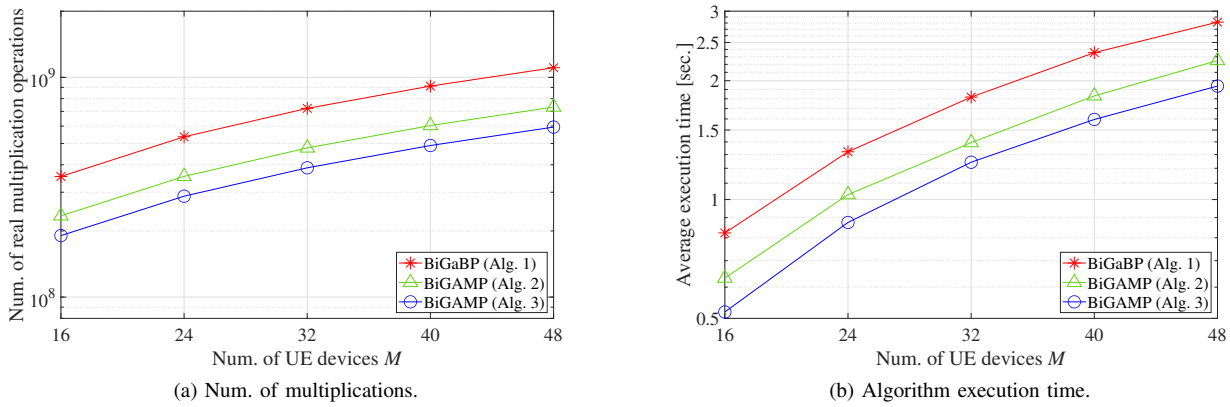 Num. of real multiplication operations
10^9
10^8
16 24 32 40 48
Num. of UE devices M
BiGaBP (Alg. 1)
BiGAMP (Alg. 2)
BiGAMP (Alg. 3)
(a) Num. of multiplications.
Average execution time [sec.]
3
2.5
2
1.5
1
0.5
16 24 32 40 48
Num. of UE devices M
BiGaBP (Alg. 1)
BiGAMP (Alg. 2)
BiGAMP (Alg. 3)
(b) Algorithm execution time.